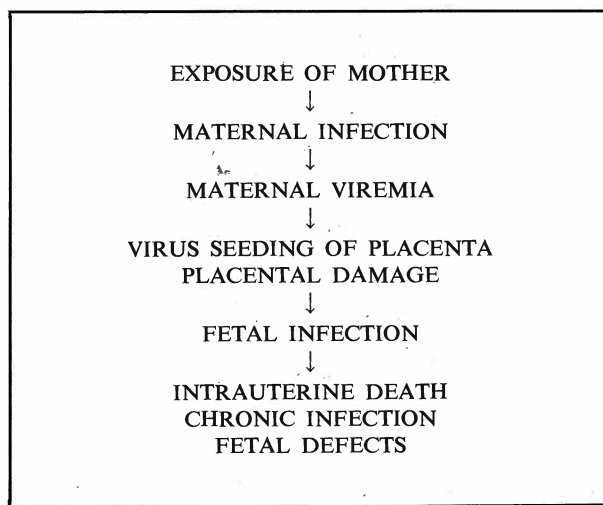 EXPOSURE OF MOTHER
↓
MATERNAL INFECTION
↓
MATERNAL VIREMIA
↓
VIRUS SEEDING OF PLACENTA
PLACENTAL DAMAGE
↓
FETAL INFECTION
↓
INTRAUTERINE DEATH
CHRONIC INFECTION
FETAL DEFECTS